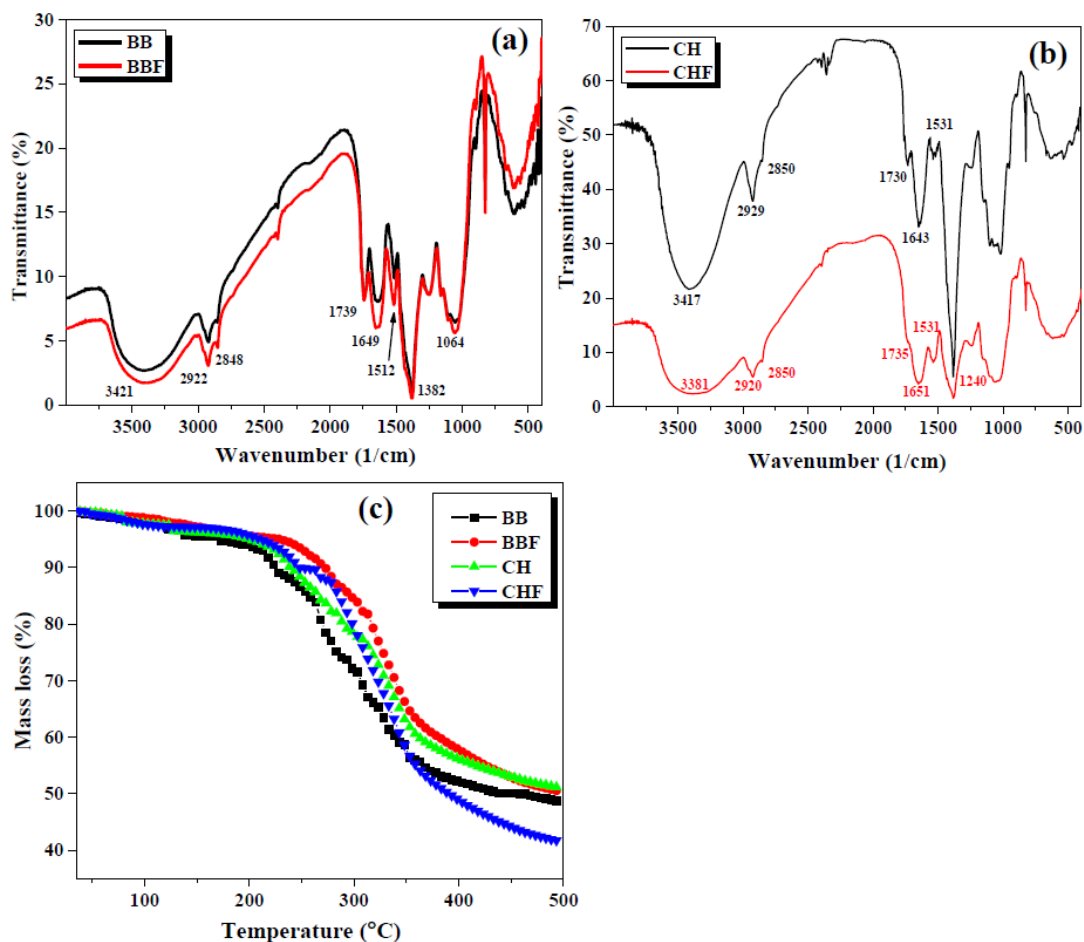 (a)
BB
BBF
30
25
20
15
10
5
0
Transmittance (%)
3421
2922
2848
1739
1649
1512
1382
1064
3500 3000 2500 2000 1500 1000 500
Wavenumber (1/cm)
(b)
CH
CHF
70
60
50
40
30
20
10
0
Transmittance (%)
3417
2929
2850
1730
1643
1531
3381
2920
2850
1735
1651
1531
1240
3500 3000 2500 2000 1500 1000 500
Wavenumber (1/cm)
(c)
BB
BBF
CH
CHF
100
90
80
70
60
50
40
Mass loss (%)
100 200 300 400 500
Temperature (°C)